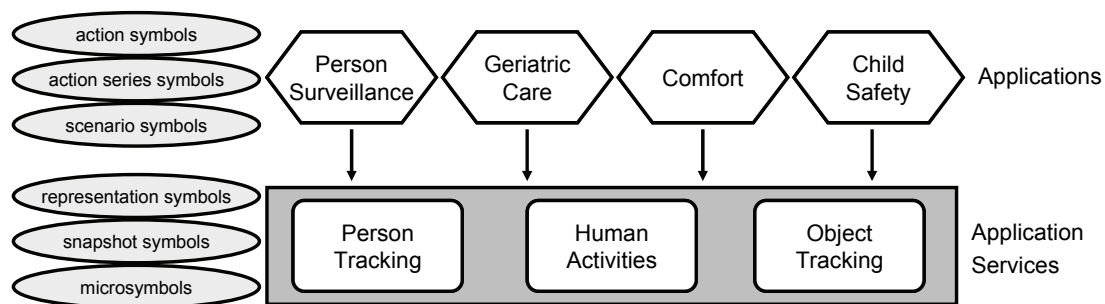 action symbols
action series symbols
scenario symbols
Person
Surveillance
Geriatric
Care
Comfort
Child
Safety
Applications
representation symbols
snapshot symbols
microsymbols
Person
Tracking
Human
Activities
Object
Tracking
Application
Services